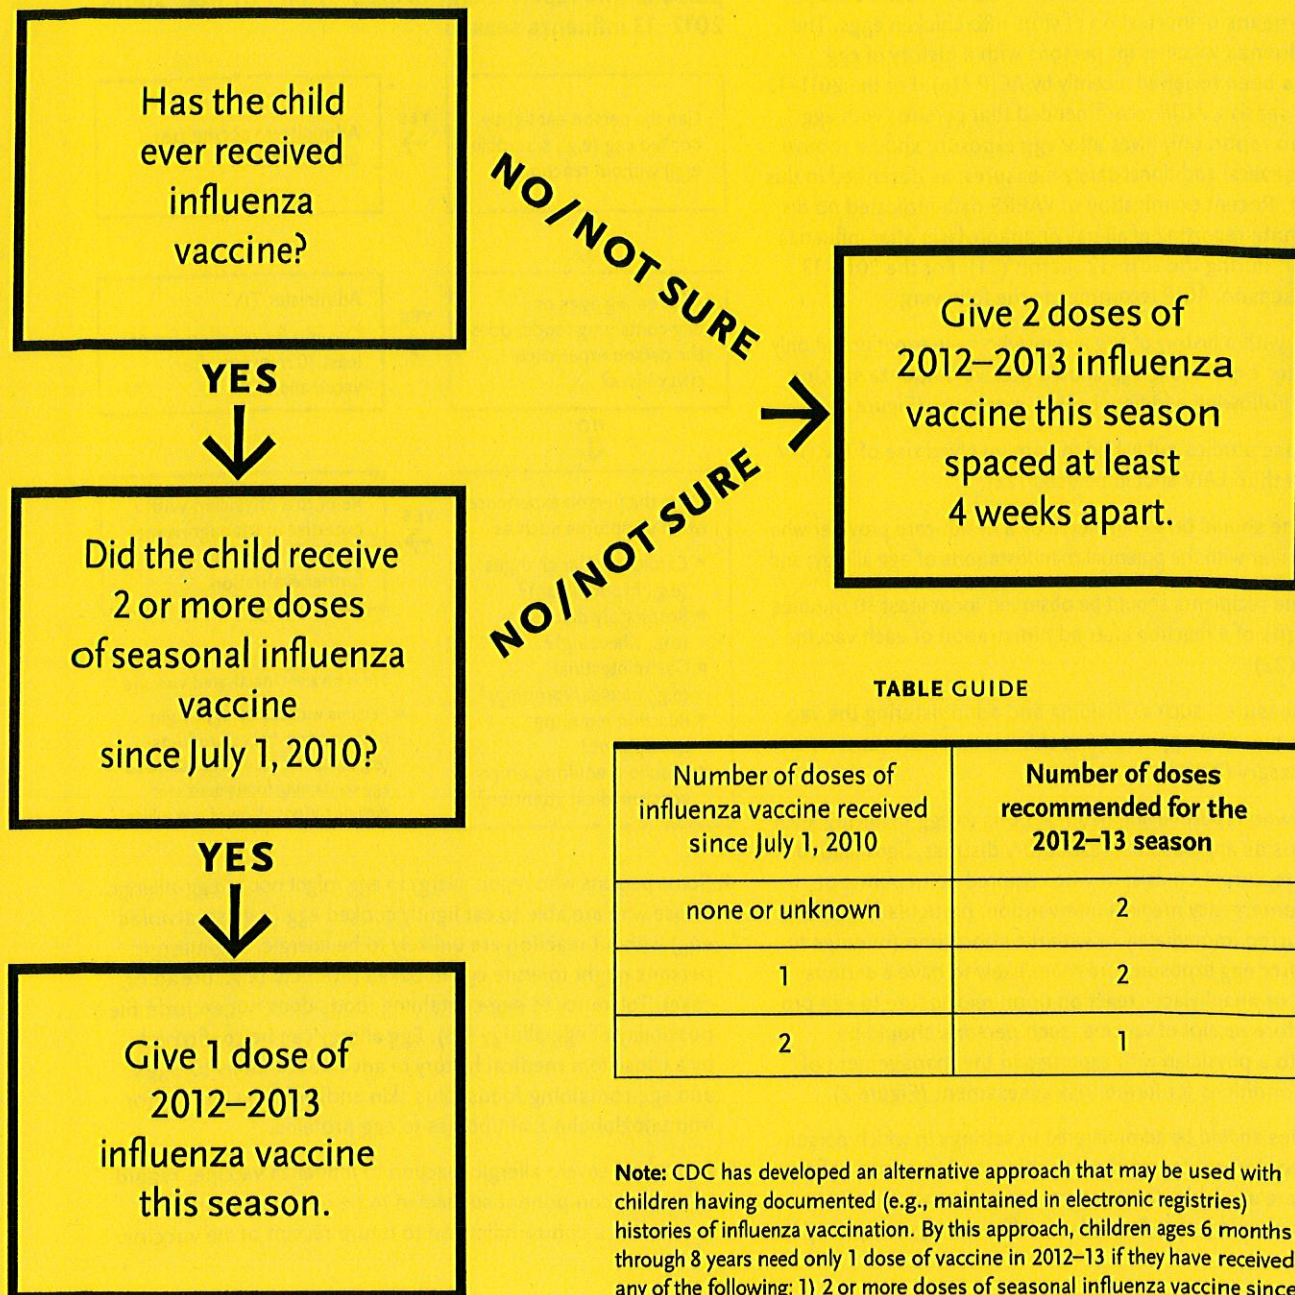 Has the child
ever received
influenza
vaccine?
NO/NOT SURE
YES
Give 2 doses of
2012–2013 influenza
vaccine this season
spaced at least
4 weeks apart.
NO/NOT SURE
Did the child receive
2 or more doses
of seasonal influenza
vaccine
since July 1, 2010?
YES
Give 1 dose of
2012–2013
influenza vaccine
this season.
TABLE GUIDE
Number of doses of
influenza vaccine received
since July 1, 2010
Number of doses
recommended for the
2012–13 season
none or unknown 2
1 2
2 1
Note: CDC has developed an alternative approach that may be used with
children having documented (e.g., maintained in electronic registries)
histories of influenza vaccination. By this approach, children ages 6 months
through 8 years need only 1 dose of vaccine in 2012–13 if they have received
any of the following: 1) 2 or more doses of seasonal influenza vaccine since